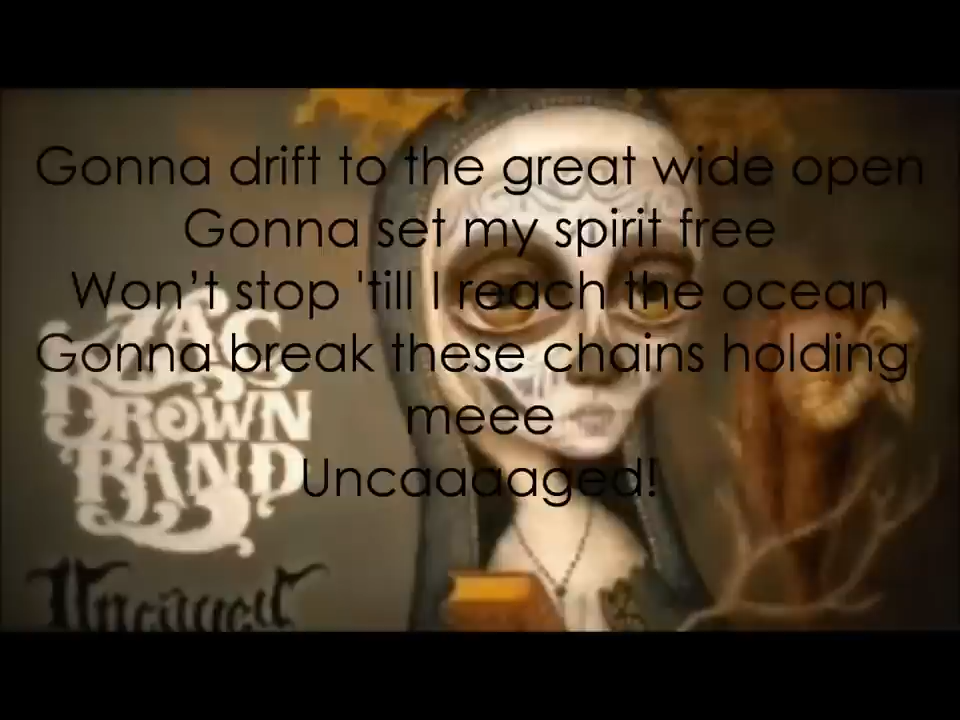 Gonna drift to the great wide open
Gonna set my spirit free
Won’t stop 'till I reach the ocean
Gonna break these chains holding
meee
Uncaaaaged!
ZAC
BROWN
BAND
Uncaged